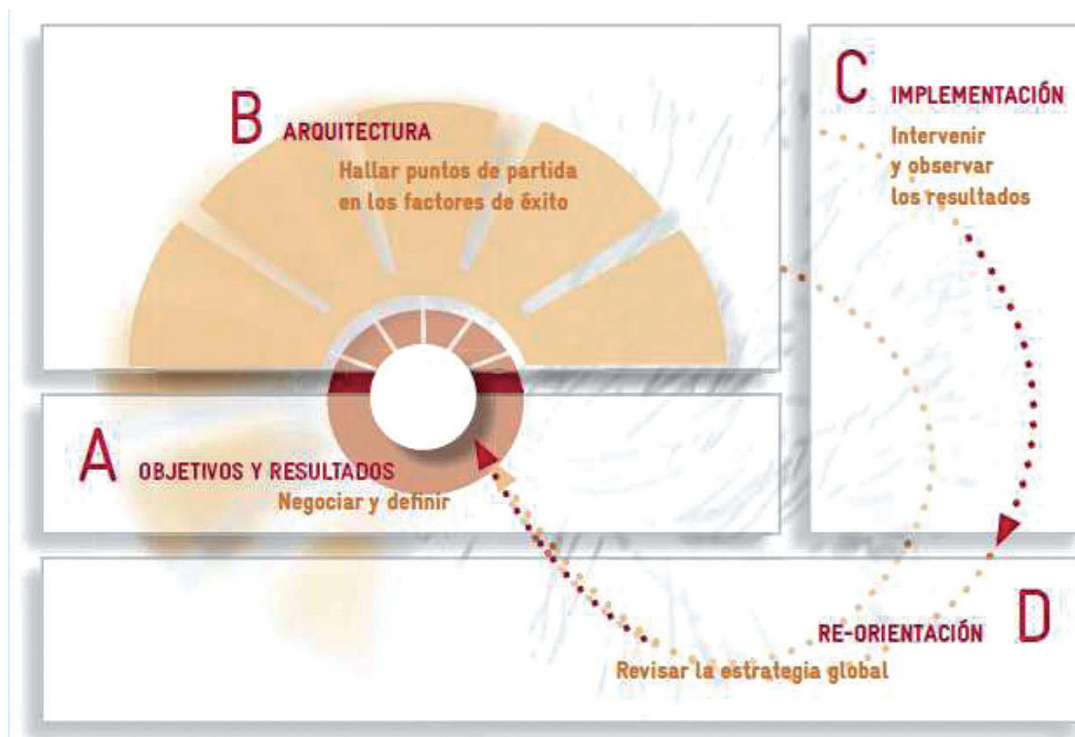 B ARQUITECTURA
Hallar puntos de partida
en los factores de éxito
C IMPLEMENTACIÓN
Intervenir
y observar
los resultados
A OBJETIVOS Y RESULTADOS
Negociar y definir
RE-ORIENTACIÓN D
Revisar la estrategia global